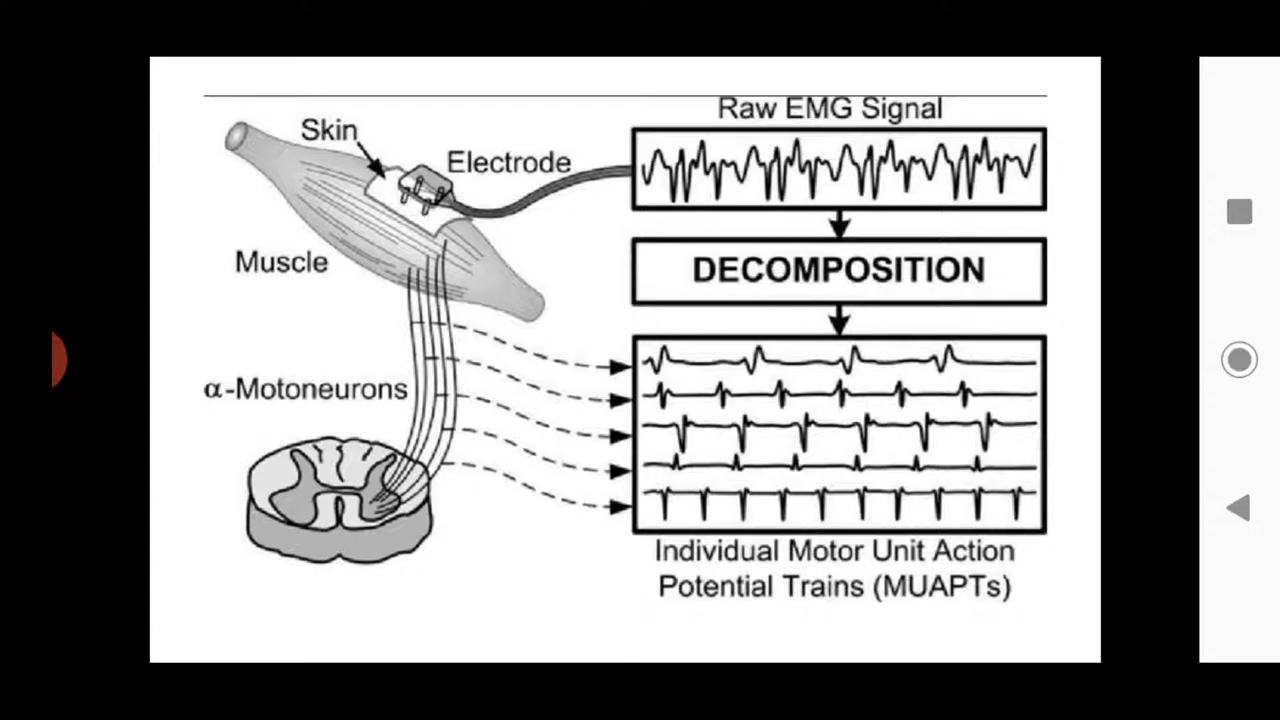 Raw EMG Signal
Skin
Electrode
Muscle
DECOMPOSITION
α-Motoneurons
Individual Motor Unit Action
Potential Trains (MUAPTs)